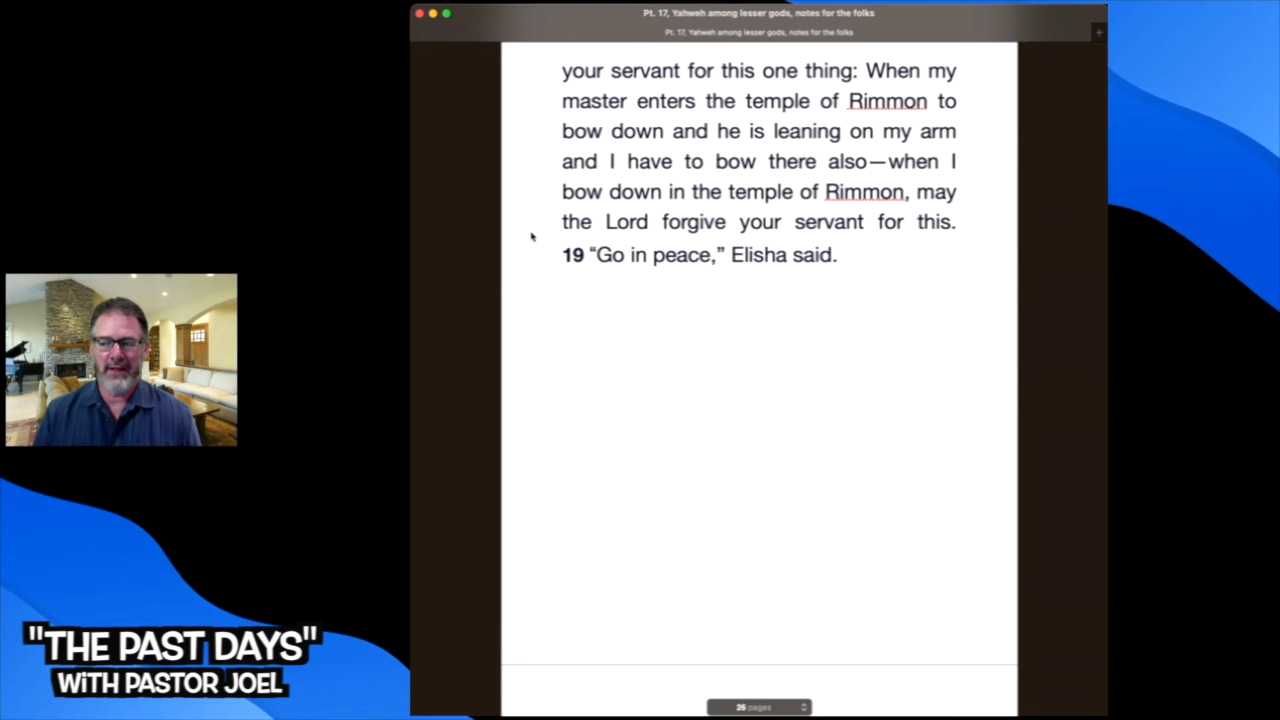 Pt. 17, Yahweh among lesser gods, notes for the folks
Pt. 17, Yahweh among lesser gods, notes for the folks
+
your servant for this one thing: When my
master enters the temple of Rimmon to
bow down and he is leaning on my arm
and I have to bow there also—when I
bow down in the temple of Rimmon, may
the Lord forgive your servant for this.
19 “Go in peace,” Elisha said.
"THE PAST DAYS"
WITH PASTOR JOEL
26 pages